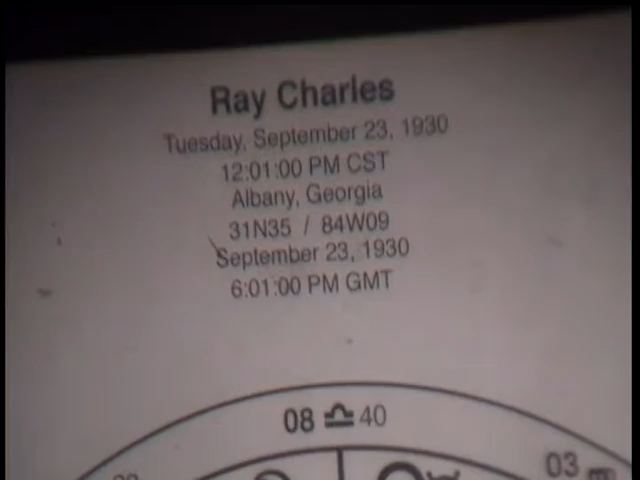 Ray Charles
Tuesday, September 23, 1930
12:01:00 PM CST
Albany, Georgia
31N35 / 84W09
September 23, 1930
6:01:00 PM GMT
08 ♎ 40
03